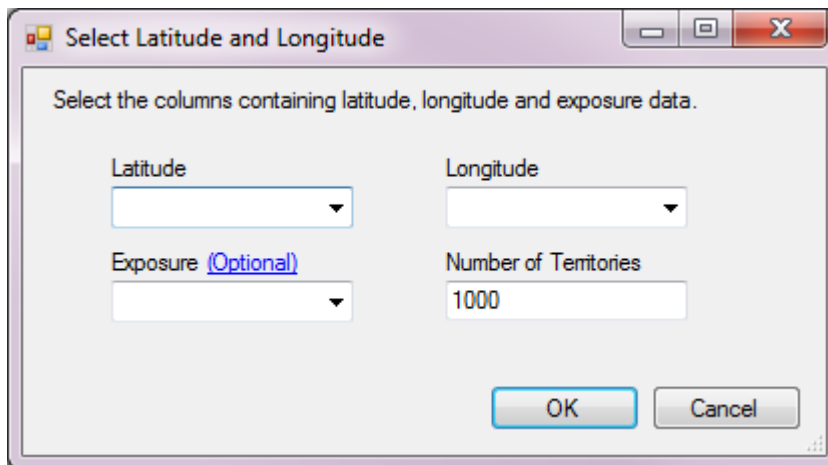 Select Latitude and Longitude
Select the columns containing latitude, longitude and exposure data.
Latitude Longitude
Exposure (Optional) Number of Territories
1000
OK Cancel